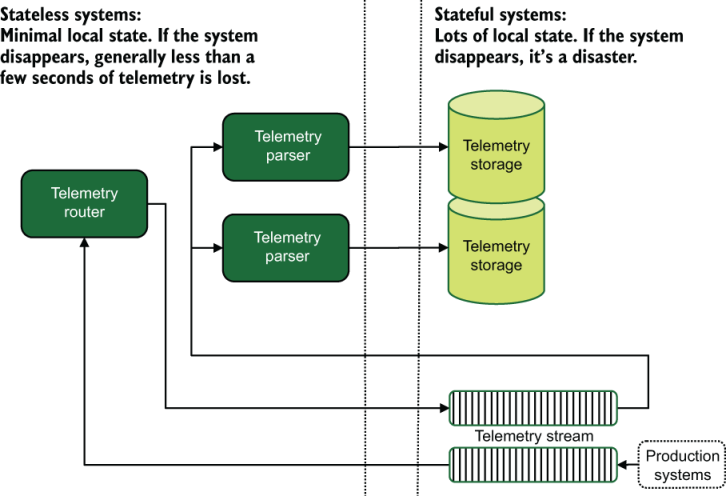 Stateless systems:
Minimal local state. If the system
disappears, generally less than a
few seconds of telemetry is lost.
Stateful systems:
Lots of local state. If the system
disappears, it's a disaster.
Telemetry
parser
Telemetry
storage
Telemetry
router
Telemetry
parser
Telemetry
storage
Telemetry stream
Production
systems